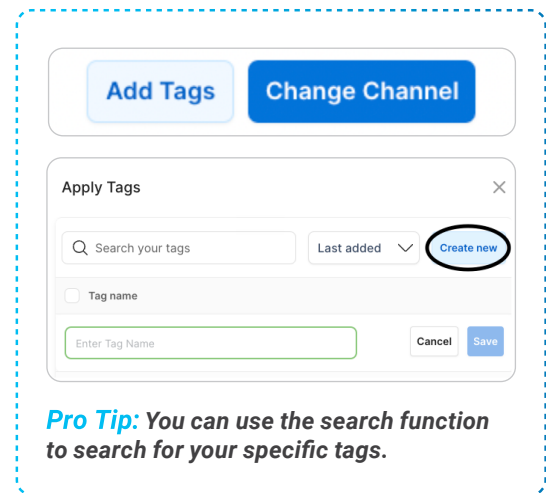 Add Tags Change Channel
Apply Tags
Search your tags Last added Create new
Tag name
Enter Tag Name Cancel Save
Pro Tip: You can use the search function
to search for your specific tags.